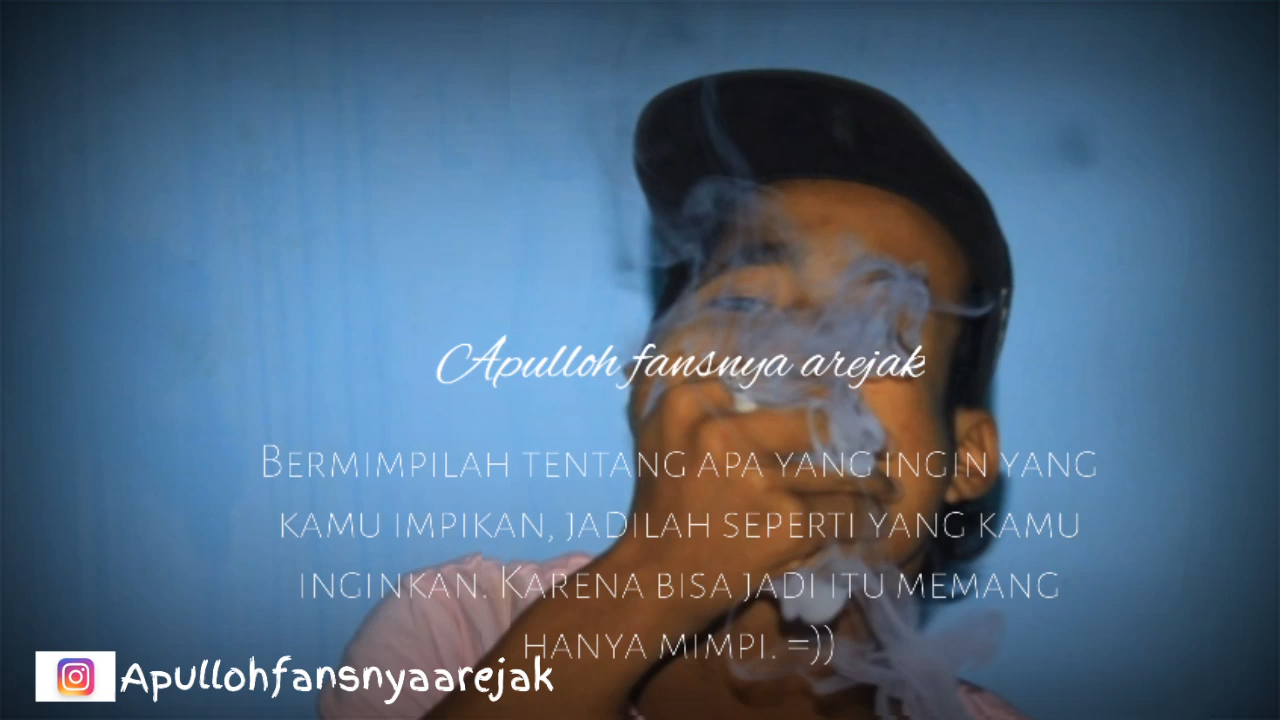 Apulloh fansnya arejak
Bermimpilah tentang apa yang ingin yang
kamu impikan, jadilah seperti yang kamu
inginkan. Karena bisa jadi itu memang
hanya mimpi. =))
Apullohfansnyaarejak